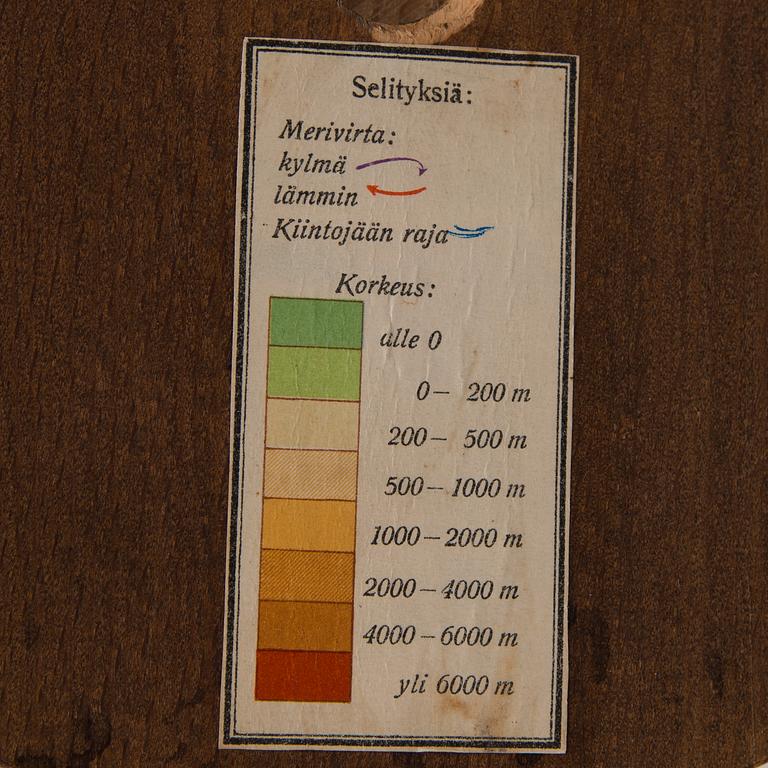 Selityksiä:
Merivirta:
kylmä
lämmin
Kiintojään raja
Korkeus:
alle 0
0— 200 m
200— 500 m
500—1000 m
1000—2000 m
2000—4000 m
4000—6000 m
yli 6000 m